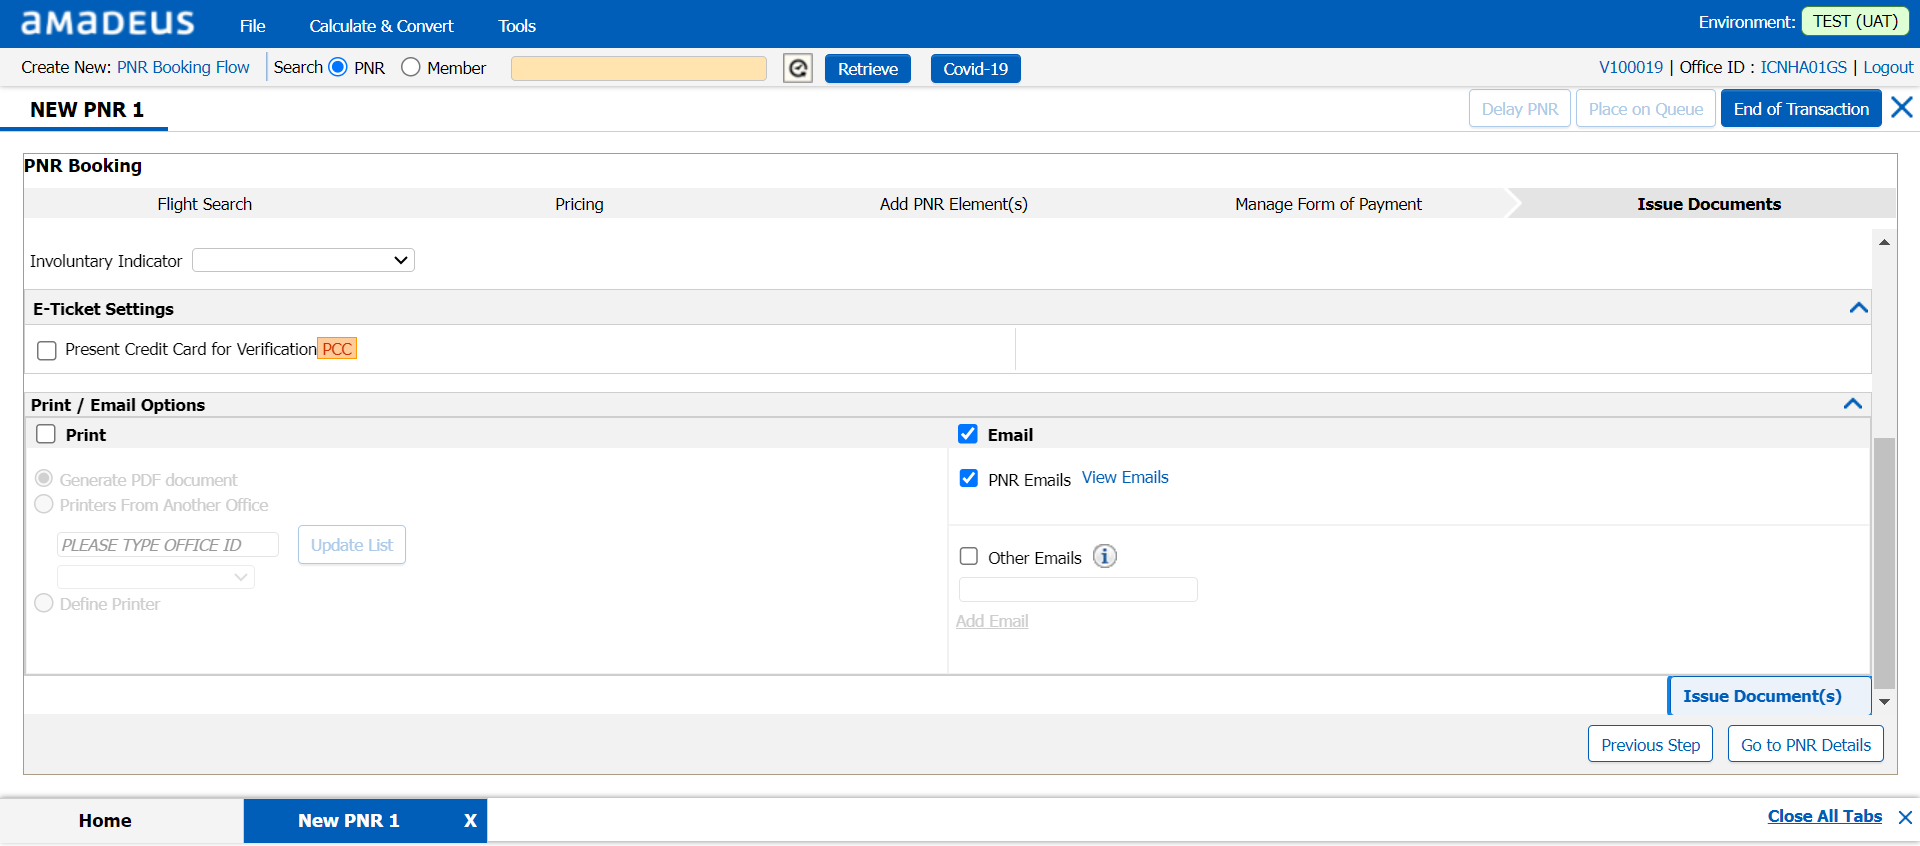 amadeus File Calculate & Convert Tools Environment: TEST (UAT)
Create New: PNR Booking Flow Search PNR Member Retrieve Covid-19 V100019 | Office ID : ICNHA01GS | Logout
NEW PNR 1 Delay PNR Place on Queue End of Transaction
PNR Booking
Flight Search Pricing Add PNR Element(s) Manage Form of Payment Issue Documents
Involuntary Indicator
E-Ticket Settings
Present Credit Card for Verification PCC
Print / Email Options
Print Email
Generate PDF document PNR Emails View Emails
Printers From Another Office
PLEASE TYPE OFFICE ID Update List Other Emails
Define Printer
Add Email
Issue Document(s)
Previous Step Go to PNR Details
Home New PNR 1 X Close All Tabs